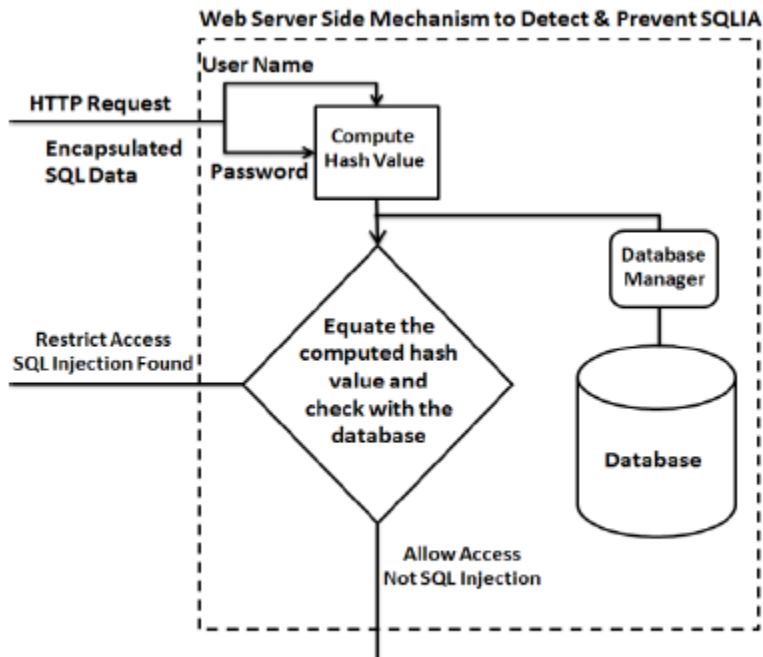 Web Server Side Mechanism to Detect & Prevent SQLIA
User Name
HTTP Request
Encapsulated
SQL Data
Password
Compute
Hash Value
Database
Manager
Restrict Access
SQL Injection Found
Equate the
computed hash
value and
check with the
database
Database
Allow Access
Not SQL Injection